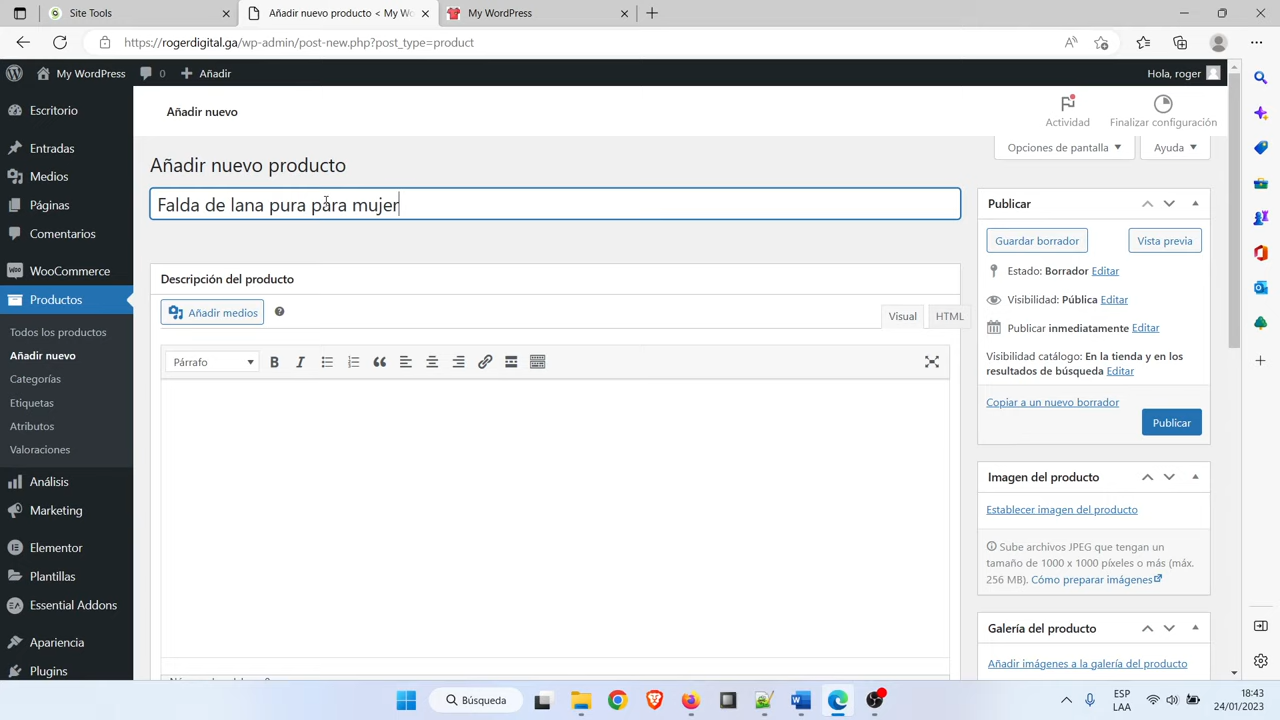 Site Tools
Añadir nuevo producto < My Wo
My WordPress
https://rogerdigital.ga/wp-admin/post-new.php?post_type=product
My WordPress
0
Añadir
Hola, roger
Escritorio
Entradas
Medios
Páginas
Comentarios
WooCommerce
Productos
Todos los productos
Añadir nuevo
Categorías
Etiquetas
Atributos
Valoraciones
Análisis
Marketing
Elementor
Plantillas
Essential Addons
Apariencia
Plugins
Añadir nuevo
Actividad
Finalizar configuración
Opciones de pantalla
Ayuda
Añadir nuevo producto
Falda de lana pura para mujer
Descripción del producto
Añadir medios
Visual
HTML
Párrafo
B
I
Publicar
Guardar borrador
Vista previa
Estado: Borrador Editar
Visibilidad: Pública Editar
Publicar inmediatamente Editar
Visibilidad catálogo: En la tienda y en los
resultados de búsqueda Editar
Copiar a un nuevo borrador
Publicar
Imagen del producto
Establecer imagen del producto
Sube archivos JPEG que tengan un
tamaño de 1000 x 1000 píxeles o más (máx.
256 MB). Cómo preparar imágenes
Galería del producto
Añadir imágenes a la galería del producto
Búsqueda
ESP
LAA
18:43
24/01/2023